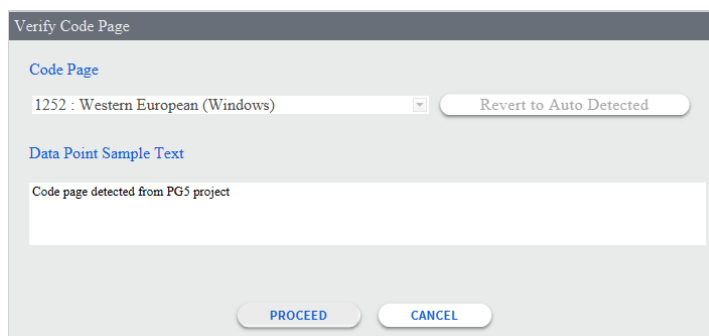 Verify Code Page
Code Page
1252 : Western European (Windows)
Revert to Auto Detected
Data Point Sample Text
Code page detected from PG5 project
PROCEED
CANCEL